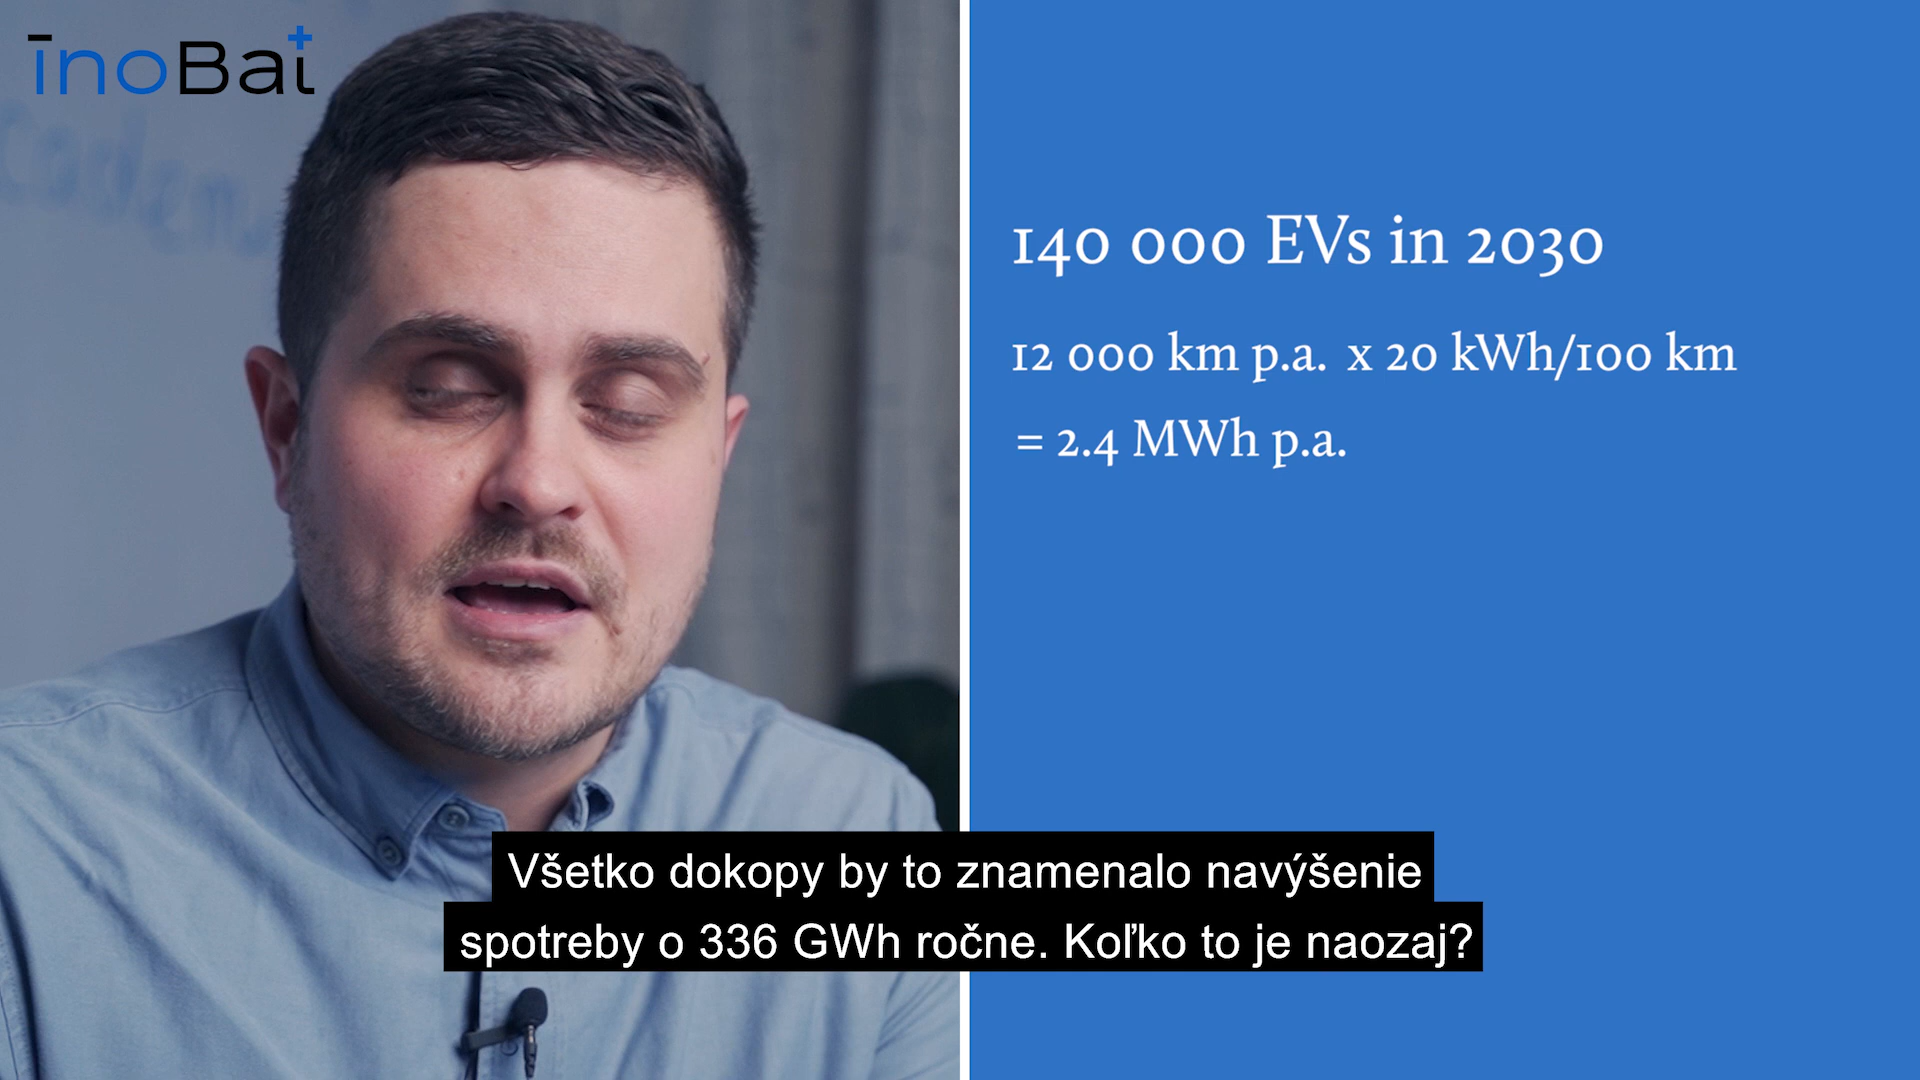 inoBat
140 000 EVs in 2030
12 000 km p.a. x 20 kWh/100 km
= 2.4 MWh p.a.
Všetko dokopy by to znamenalo navýšenie
spotreby o 336 GWh ročne. Koľko to je naozaj?